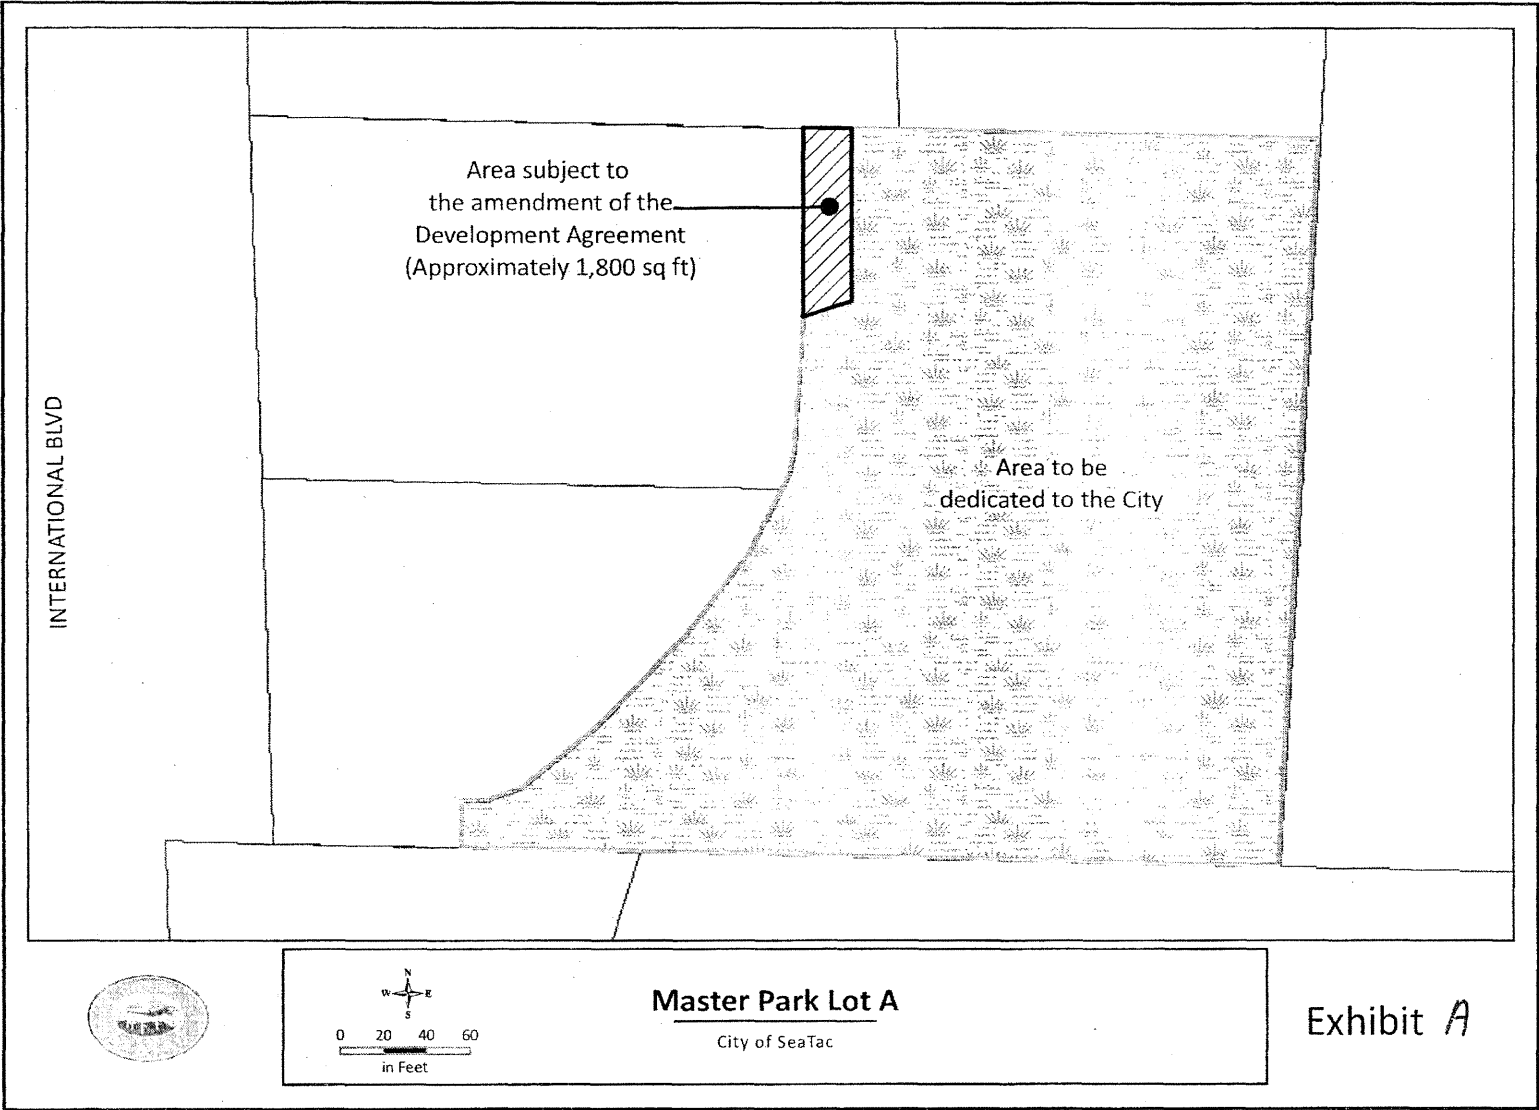 Area subject to
the amendment of the
Development Agreement
(Approximately 1,800 sq ft)
Area to be
dedicated to the City
INTERNATIONAL BLVD
N
W E
S
0 20 40 60
in Feet
Master Park Lot A
City of SeaTac
Exhibit A